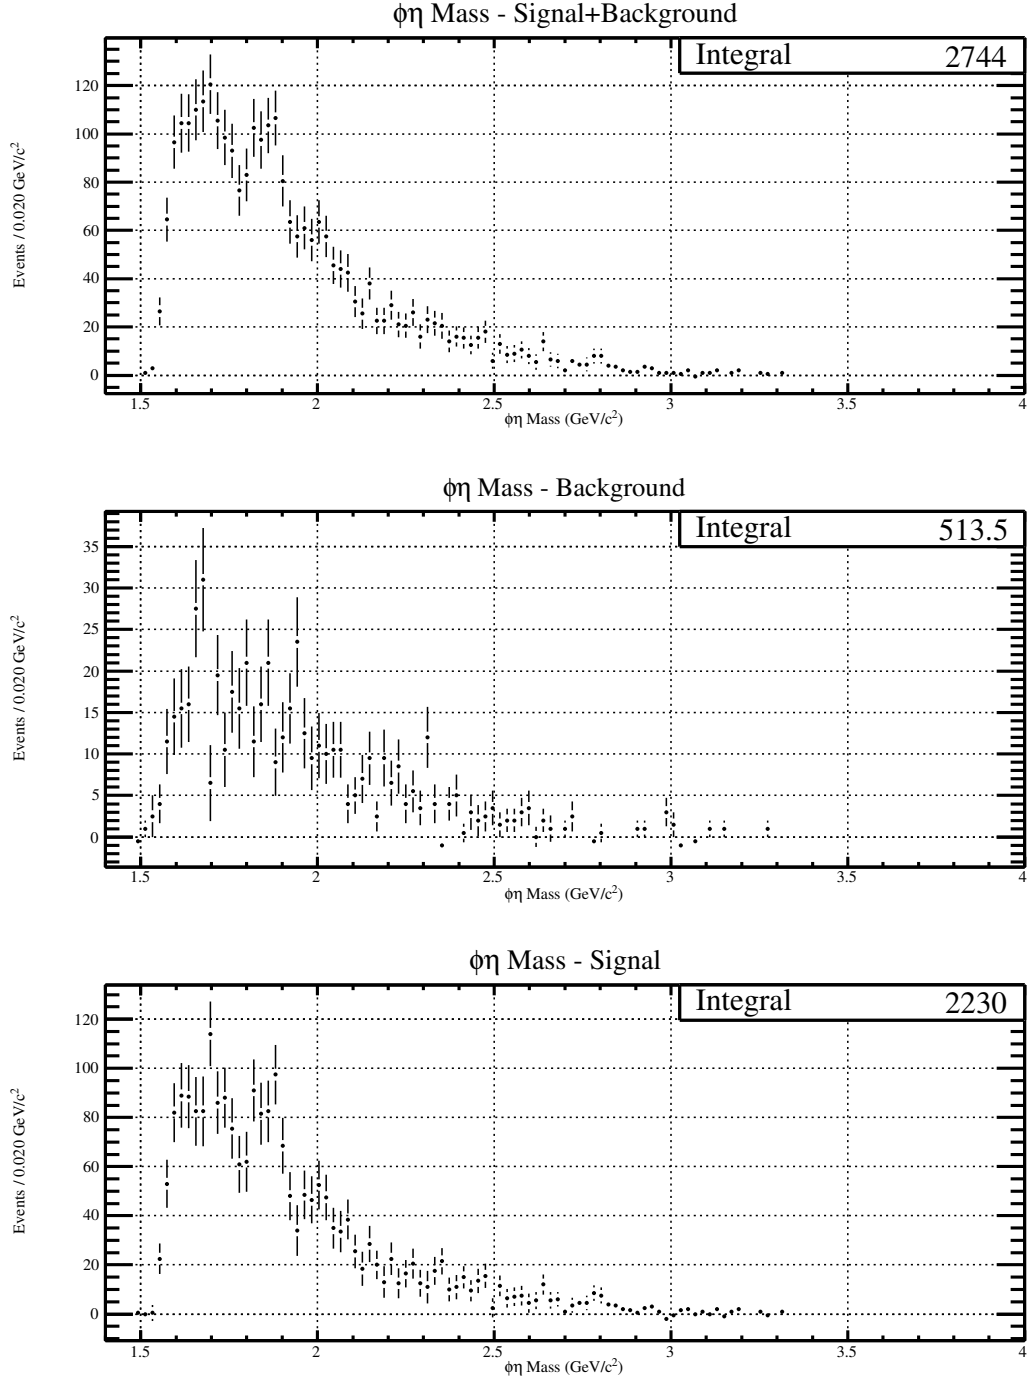 ϕη Mass - Signal+Background
Integral 2744
Events / 0.020 GeV/c²
120
100
80
60
40
20
0
1.5 2 2.5 3 3.5 4
ϕη Mass (GeV/c²)
ϕη Mass - Background
Integral 513.5
Events / 0.020 GeV/c²
35
30
25
20
15
10
5
0
1.5 2 2.5 3 3.5 4
ϕη Mass (GeV/c²)
ϕη Mass - Signal
Integral 2230
Events / 0.020 GeV/c²
120
100
80
60
40
20
0
1.5 2 2.5 3 3.5 4
ϕη Mass (GeV/c²)